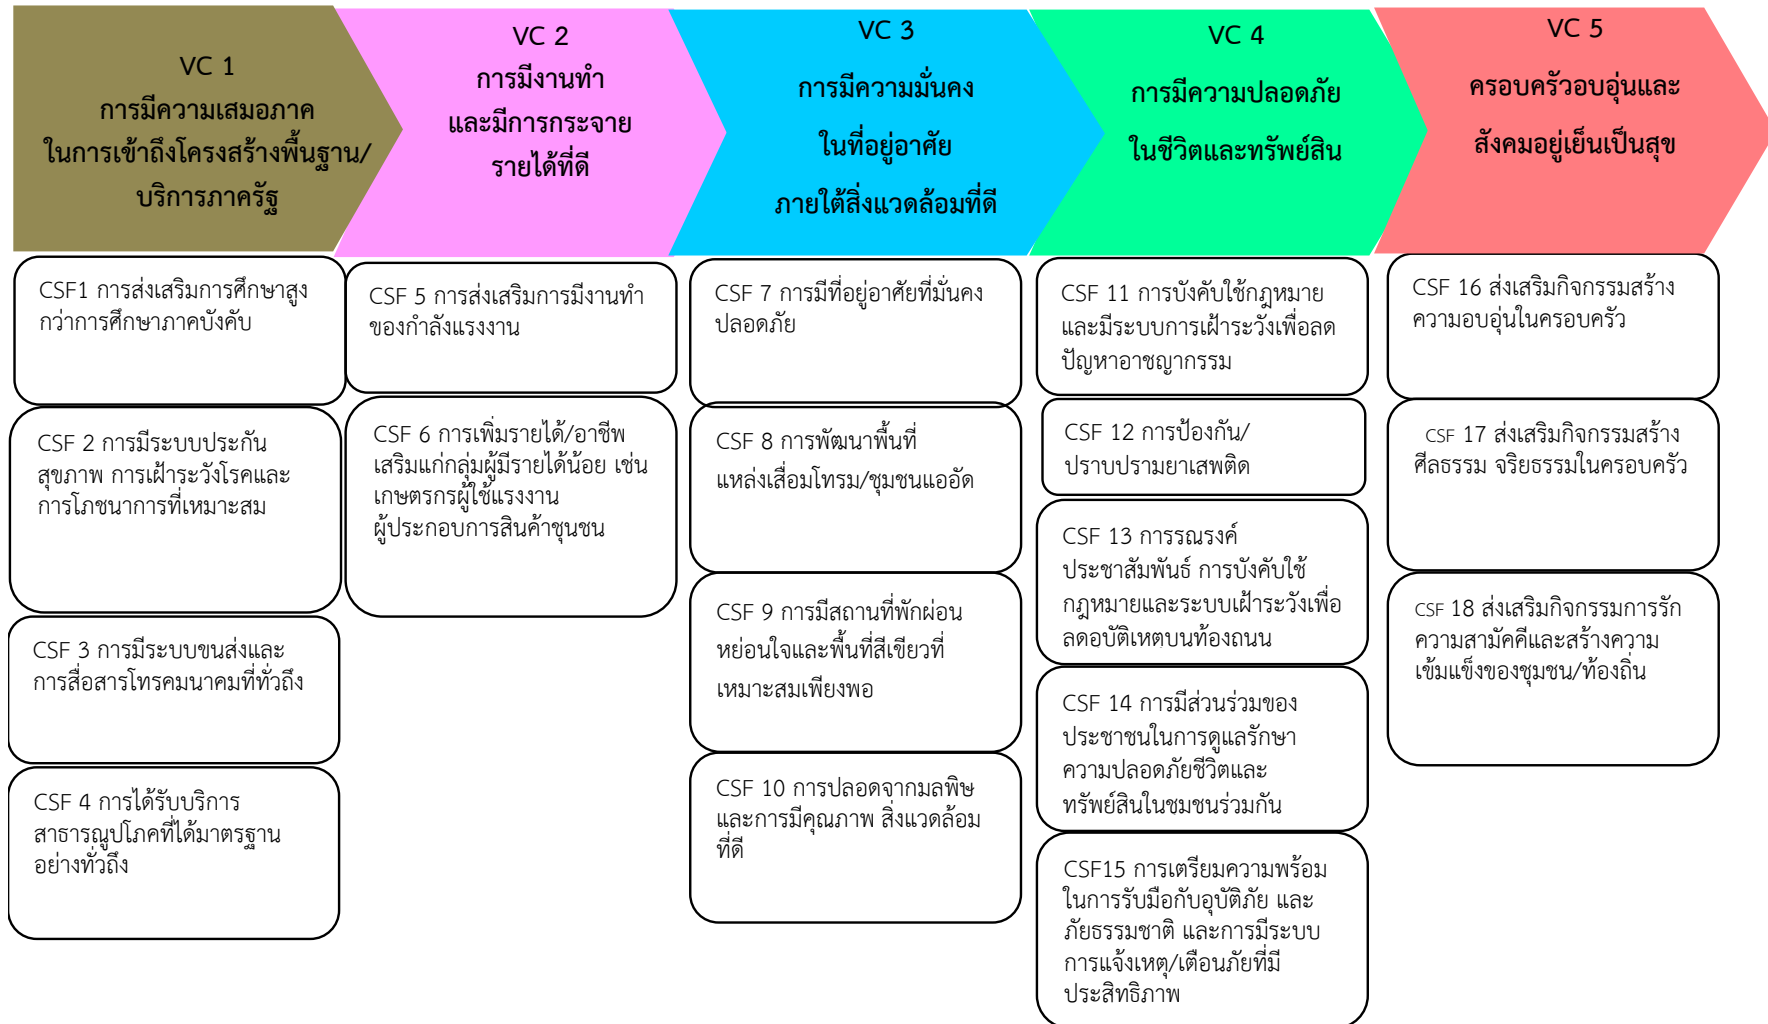 VC 1
การมีความเสมอภาค
ในการเข้าถึงโครงสร้างพื้นฐาน/
บริการภาครัฐ
VC 2
การมีงานทำ
และมีการกระจาย
รายได้ที่ดี
VC 3
การมีความมั่นคง
ในที่อยู่อาศัย
ภายใต้สิ่งแวดล้อมที่ดี
VC 4
การมีความปลอดภัย
ในชีวิตและทรัพย์สิน
VC 5
ครอบครัวอบอุ่นและ
สังคมอยู่เย็นเป็นสุข
CSF1 การส่งเสริมการศึกษาสูง
กว่าการศึกษาภาคบังคับ
CSF 2 การมีระบบประกัน
สุขภาพ การเฝ้าระวังโรคและ
การโภชนาการที่เหมาะสม
CSF 3 การมีระบบขนส่งและ
การสื่อสารโทรคมนาคมที่ทั่วถึง
CSF 4 การได้รับบริการ
สาธารณูปโภคที่ได้มาตรฐาน
อย่างทั่วถึง
CSF 5 การส่งเสริมการมีงานทำ
ของกำลังแรงงาน
CSF 6 การเพิ่มรายได้/อาชีพ
เสริมแก่กลุ่มผู้มีรายได้น้อย เช่น
เกษตรกรผู้ใช้แรงงาน
ผู้ประกอบการสินค้าชุนชน
CSF 7 การมีที่อยู่อาศัยที่มั่นคง
ปลอดภัย
CSF 8 การพัฒนาพื้นที่
แหล่งเสื่อมโทรม/ชุมชนแออัด
CSF 9 การมีสถานที่พักผ่อน
หย่อนใจและพื้นที่สีเขียวที่
เหมาะสมเพียงพอ
CSF 10 การปลอดจากมลพิษ
และการมีคุณภาพ สิ่งแวดล้อม
ที่ดี
CSF 11 การบังคับใช้กฎหมาย
และมีระบบการเฝ้าระวังเพื่อลด
ปัญหาอาชญากรรม
CSF 12 การป้องกัน/
ปราบปรามยาเสพติด
CSF 13 การรณรงค์
ประชาสัมพันธ์ การบังคับใช้
กฎหมายและระบบเฝ้าระวังเพื่อ
ลดอบัติเหตบนท้องถนน
CSF 14 การมีส่วนร่วมของ
ประชาชนในการดูแลรักษา
ความปลอดภัยชีวิตและ
ทรัพย์สินในชมชนร่วมกัน
CSF15 การเตรียมความพร้อม
ในการรับมือกับอุบัติภัย และ
ภัยธรรมชาติ และการมีระบบ
การแจ้งเหตุ/เตือนภัยที่มี
ประสิทธิภาพ
CSF 16 ส่งเสริมกิจกรรมสร้าง
ความอบอุ่นในครอบครัว
CSF 17 ส่งเสริมกิจกรรมสร้าง
ศีลธรรม จริยธรรมในครอบครัว
CSF 18 ส่งเสริมกิจกรรมการรัก
ความสามัคคีและสร้างความ
เข้มแข็งของชุมชน/ท้องถิ่น